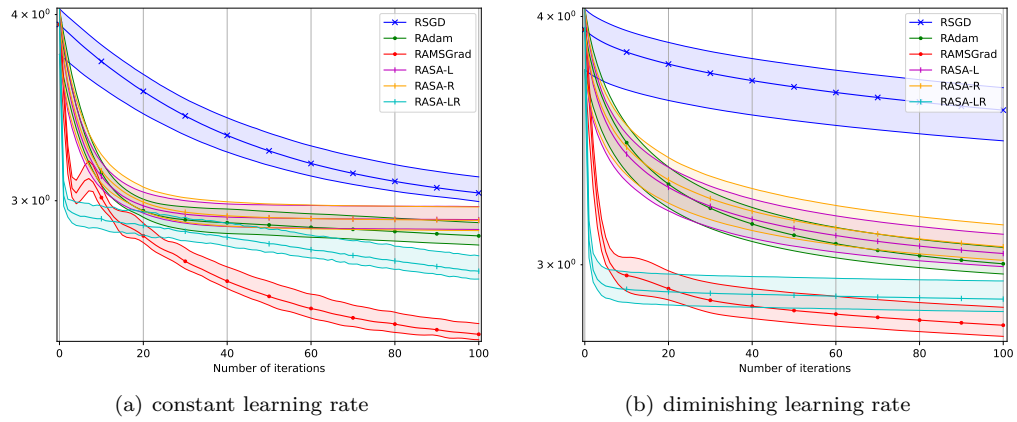 4 × 10⁰
3 × 10⁰
RSGD
RAdam
RAMSGrad
RASA-L
RASA-R
RASA-LR
0 20 40 60 80 100
Number of iterations
(a) constant learning rate
4 × 10⁰
3 × 10⁰
RSGD
RAdam
RAMSGrad
RASA-L
RASA-R
RASA-LR
0 20 40 60 80 100
Number of iterations
(b) diminishing learning rate